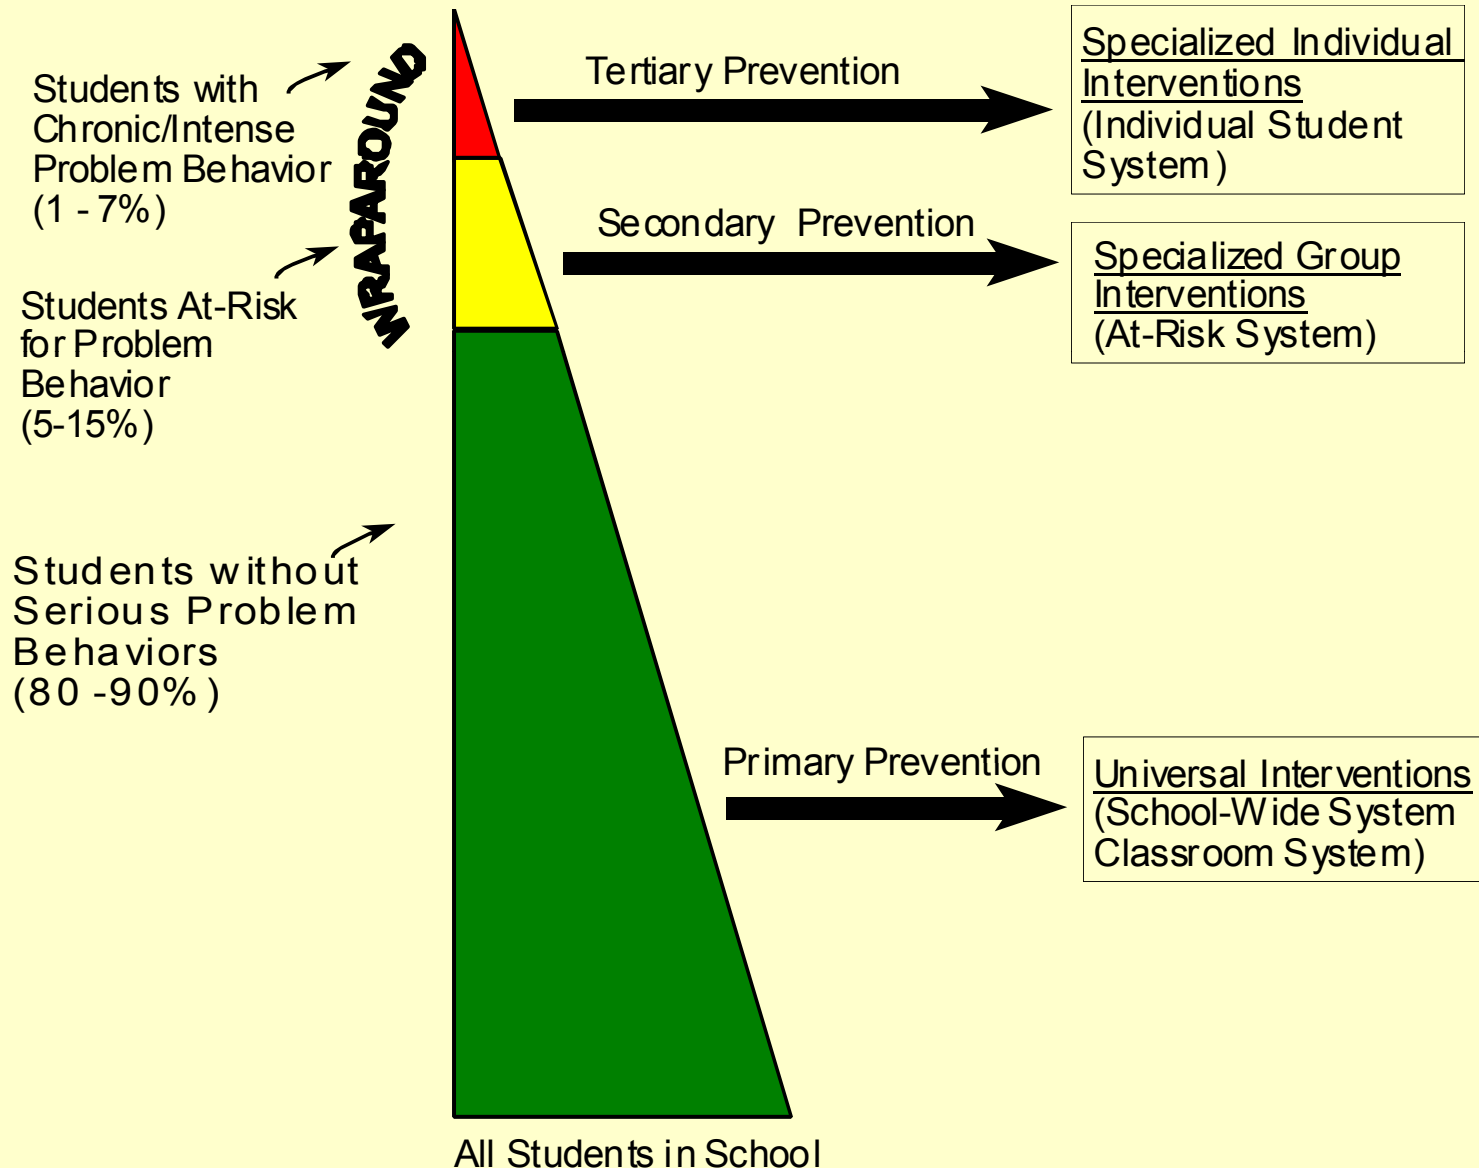 Students with
Chronic/Intense
Problem Behavior
(1 - 7%)
WRAPAROUND
Tertiary Prevention
Specialized Individual
Interventions
(Individual Student
System)
Students At-Risk
for Problem
Behavior
(5-15%)
Secondary Prevention
Specialized Group
Interventions
(At-Risk System)
Students without
Serious Problem
Behaviors
(80 -90%)
Primary Prevention
Universal Interventions
(School-Wide System
Classroom System)
All Students in School